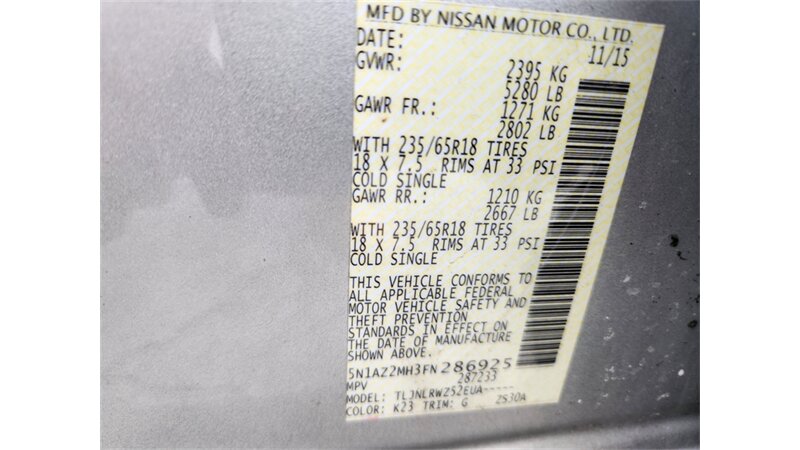 MFD BY NISSAN MOTOR CO., LTD.
DATE: 11/15
GVWR: 2395 KG
5280 LB
GAWR FR.: 1271 KG
2802 LB
WITH 235/65R18 TIRES
18 X 7.5 RIMS AT 33 PSI
COLD SINGLE
GAWR RR.: 1210 KG
2667 LB
WITH 235/65R18 TIRES
18 X 7.5 RIMS AT 33 PSI
COLD SINGLE
THIS VEHICLE CONFORMS TO
ALL APPLICABLE FEDERAL
MOTOR VEHICLE SAFETY AND
THEFT PREVENTION
STANDARDS IN EFFECT ON
THE DATE OF MANUFACTURE
SHOWN ABOVE.
5N1AZ2MH3FN286925
MPV 287233
MODEL: TLJNLRWZ52EUA-----
COLOR: K23 TRIM: G ZS30A